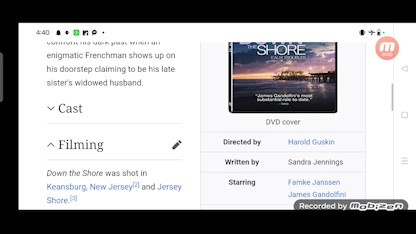 4:40
confront his dark past when an
enigmatic Frenchman shows up on
his doorstep claiming to be his late
sister's widowed husband.
Cast
Filming
Down the Shore was shot in
Keansburg, New Jersey[2] and Jersey
Shore.[3]
DOWN
THE
SHORE
"James Gandolfini's most
substantial role to date."
DVD cover
Directed by Harold Guskin
Written by Sandra Jennings
Starring Famke Janssen
James Gandolfini
Recorded by Mobizen